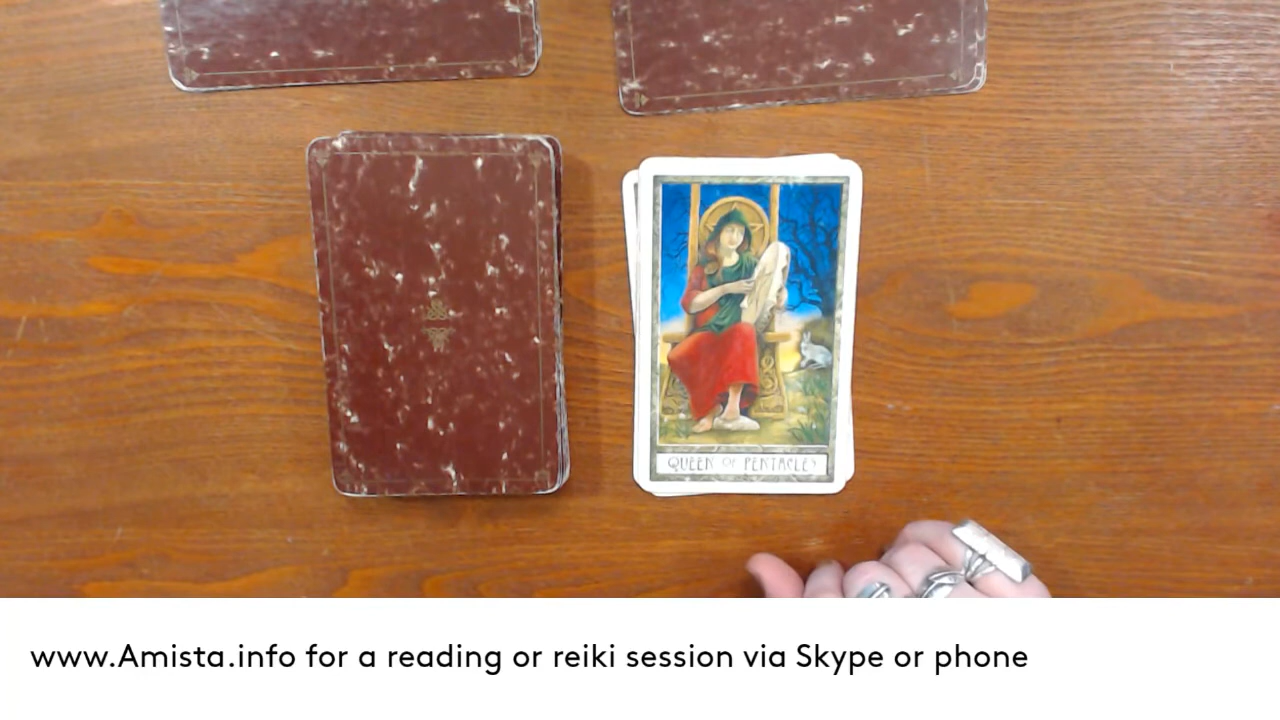 QUEEN OF PENTACLES
www.Amista.info for a reading or reiki session via Skype or phone